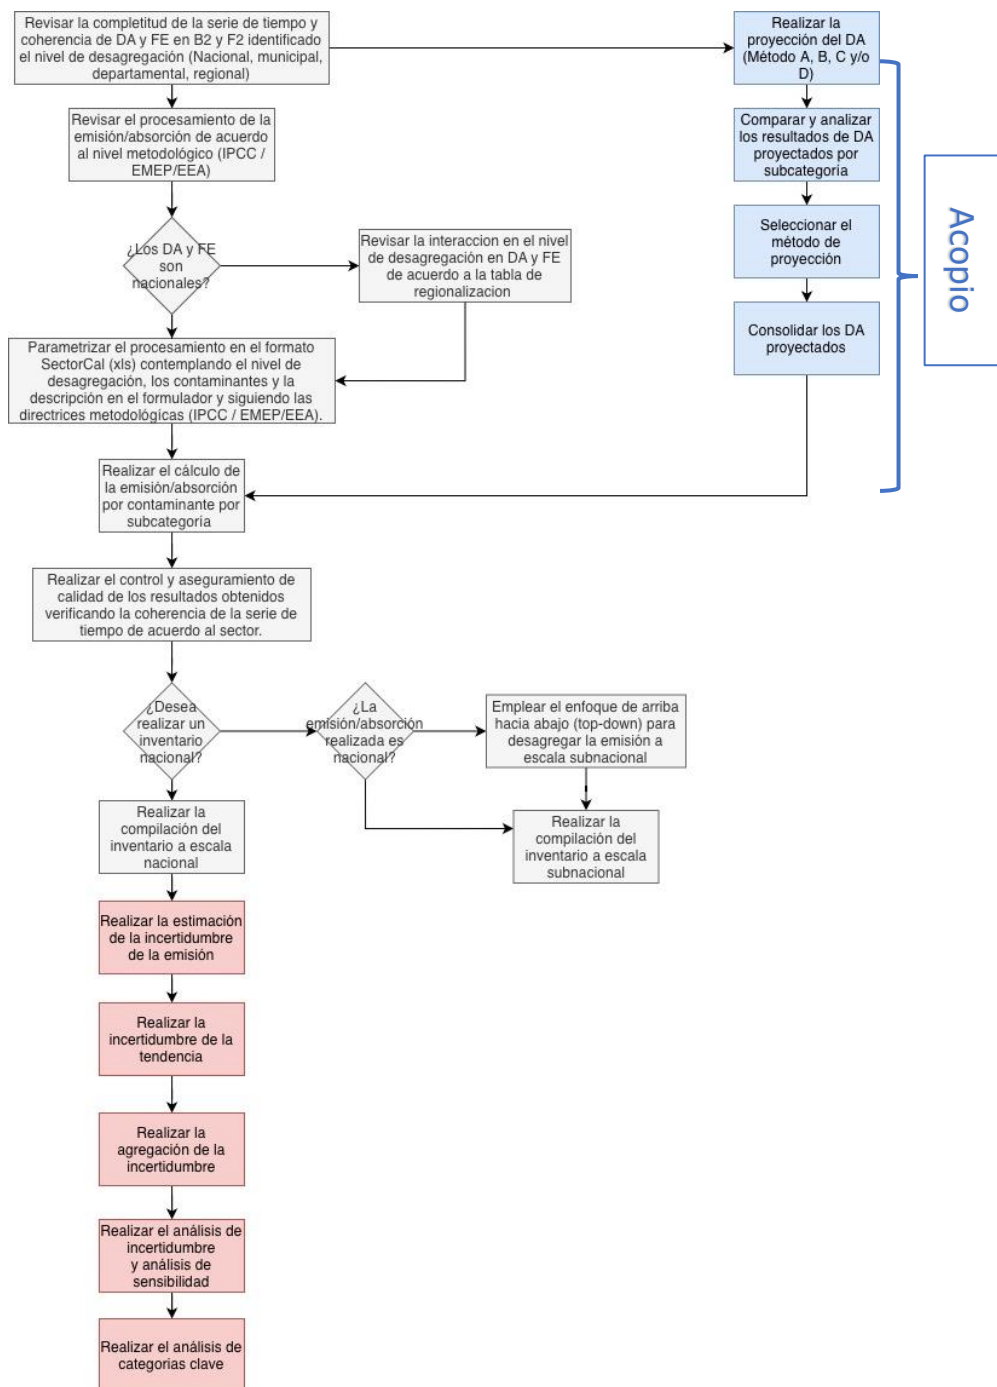 Revisar la completitud de la serie de tiempo y
coherencia de DA y FE en B2 y F2 identificado
el nivel de desagregación (Nacional, municipal,
departamental, regional)
Realizar la
proyección del DA
(Método A, B, C y/o
D)
Revisar el procesamiento de la
emisión/absorción de acuerdo
al nivel metodológico (IPCC /
EMEP/EEA)
Comparar y analizar
los resultados de DA
proyectados por
subcategoría
Acopio
¿Los DA y FE
son
nacionales?
Revisar la interaccion en el nivel
de desagregación en DA y FE
de acuerdo a la tabla de
regionalizacion
Seleccionar el
método de
proyección
Parametrizar el procesamiento en el formato
SectorCal (xls) contemplando el nivel de
desagregación, los contaminantes y la
descripción en el formulador y siguiendo las
directrices metodológicas (IPCC / EMEP/EEA).
Consolidar los DA
proyectados
Realizar el cálculo de
la emisión/absorción
por contaminante por
subcategoría
Realizar el control y aseguramiento de
calidad de los resultados obtenidos
verificando la coherencia de la serie de
tiempo de acuerdo al sector.
¿Desea
realizar un
inventario
nacional?
¿La
emisión/absorción
realizada es
nacional?
Emplear el enfoque de arriba
hacia abajo (top-down) para
desagregar la emisión a
escala subnacional
Realizar la
compilación del
inventario a escala
nacional
Realizar la
compilación del
inventario a escala
subnacional
Realizar la estimación
de la incertidumbre
de la emisión
Realizar la
incertidumbre de la
tendencia
Realizar la
agregación de la
incertidumbre
Realizar el análisis de
incertidumbre
y análisis de
sensibilidad
Realizar el análisis de
categorias clave